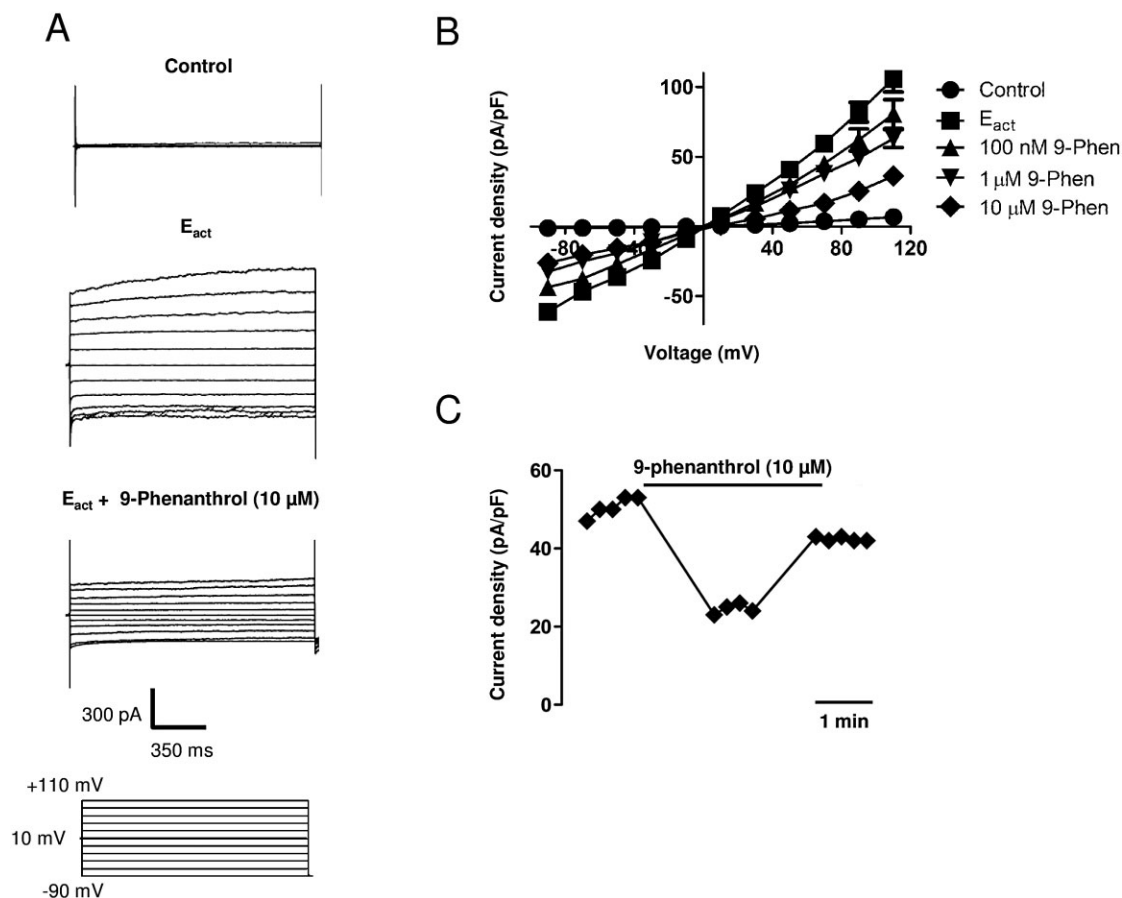 A
Control
E_act
E_act + 9-Phenanthrol (10 µM)
300 pA
350 ms
+110 mV
10 mV
-90 mV
B
Current density (pA/pF)
100
50
-50
-80
-40
40
80
120
Voltage (mV)
Control
E_act
100 nM 9-Phen
1 µM 9-Phen
10 µM 9-Phen
C
Current density (pA/pF)
60
40
20
0
9-phenanthrol (10 µM)
1 min